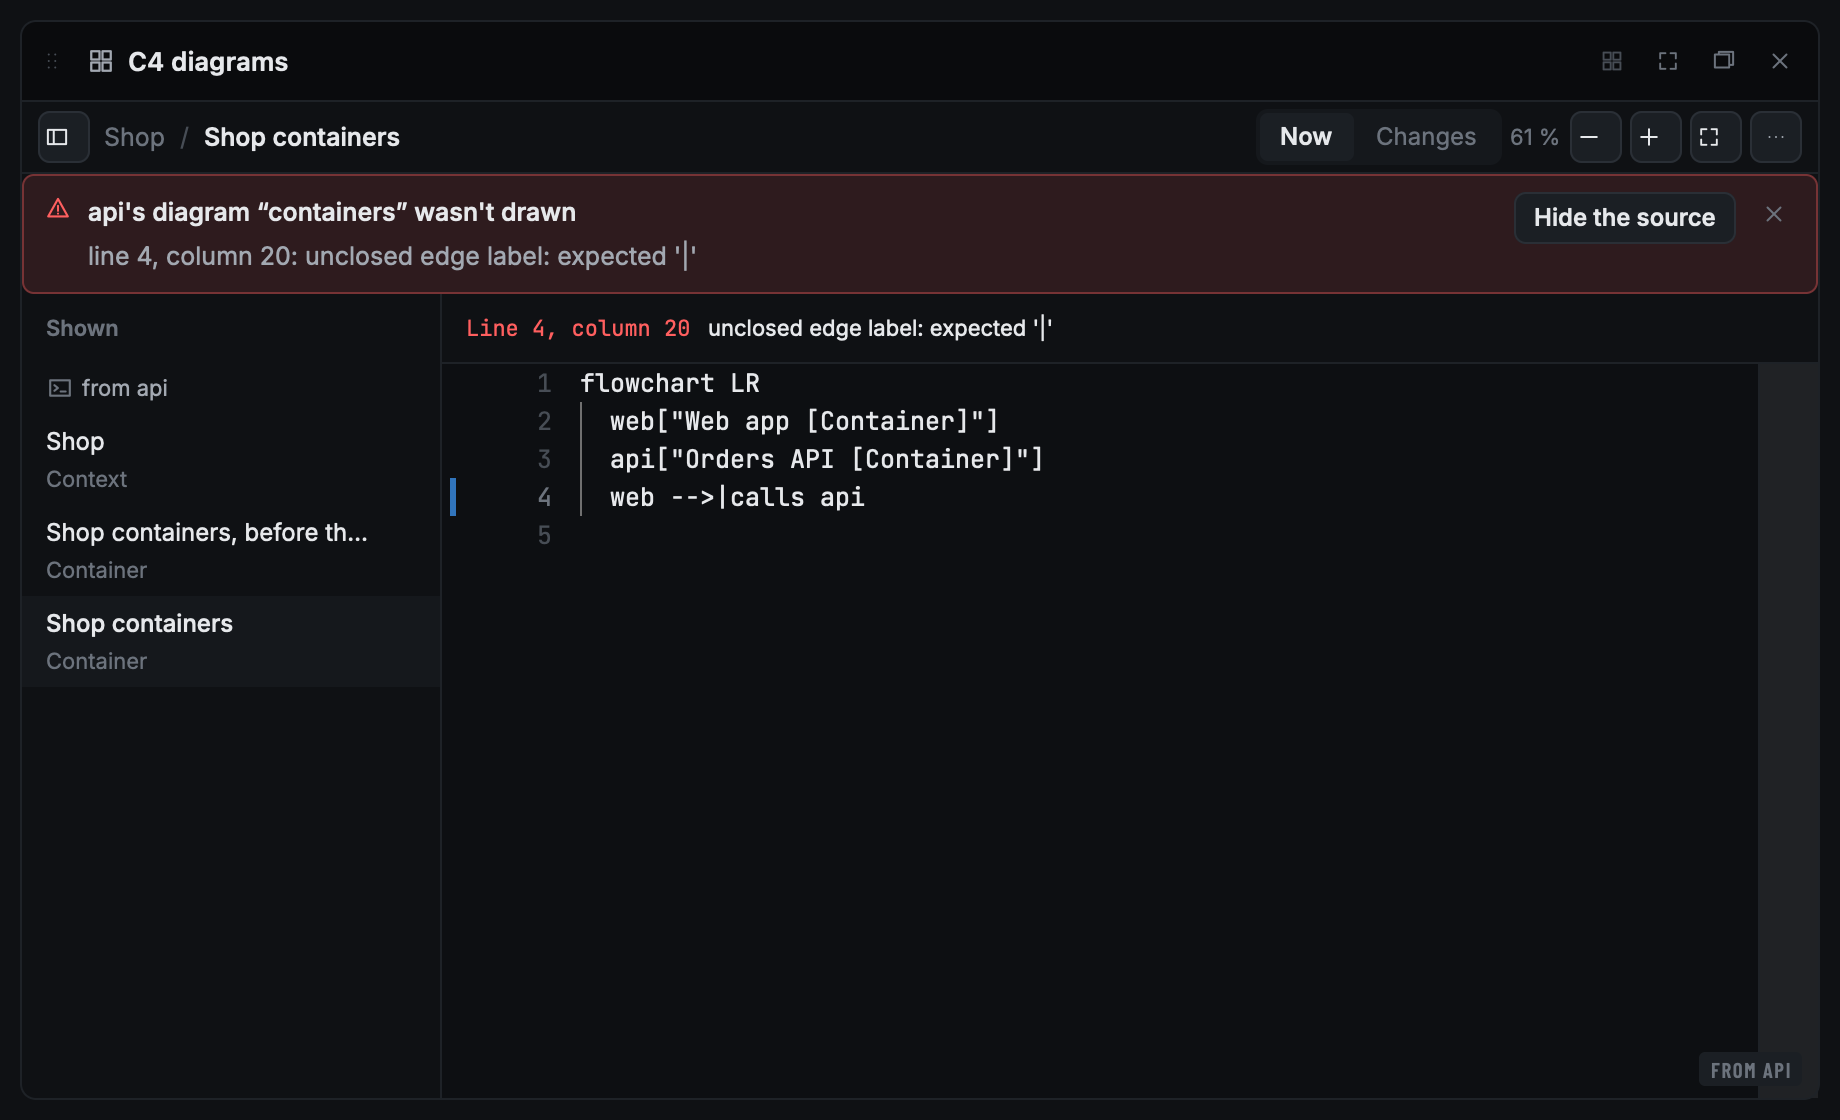 C4 diagrams
Shop / Shop containers
Now Changes 61 %
api's diagram “containers” wasn't drawn
Hide the source
line 4, column 20: unclosed edge label: expected '|'
Shown
from api
Shop
Context
Shop containers, before th...
Container
Shop containers
Container
Line 4, column 20 unclosed edge label: expected '|'
1 flowchart LR
2   web["Web app [Container]"]
3   api["Orders API [Container]"]
4   web -->|calls api
5
FROM API